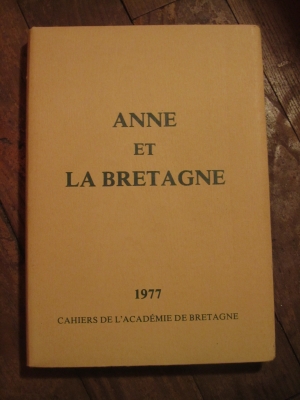 ANNE
ET
LA BRETAGNE
1977
CAHIERS DE L'ACADÉMIE DE BRETAGNE